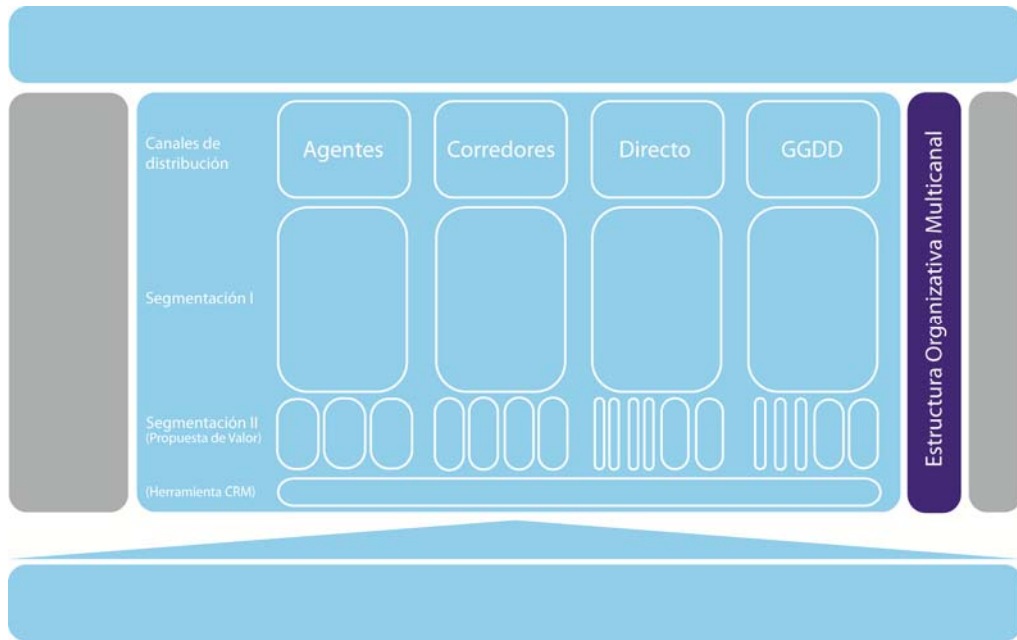 Canales de
distribución
Agentes
Corredores
Directo
GGDD
Segmentación I
Segmentación II
(Propuesta de Valor)
(Herramienta CRM)
Estructura Organizativa Multicanal